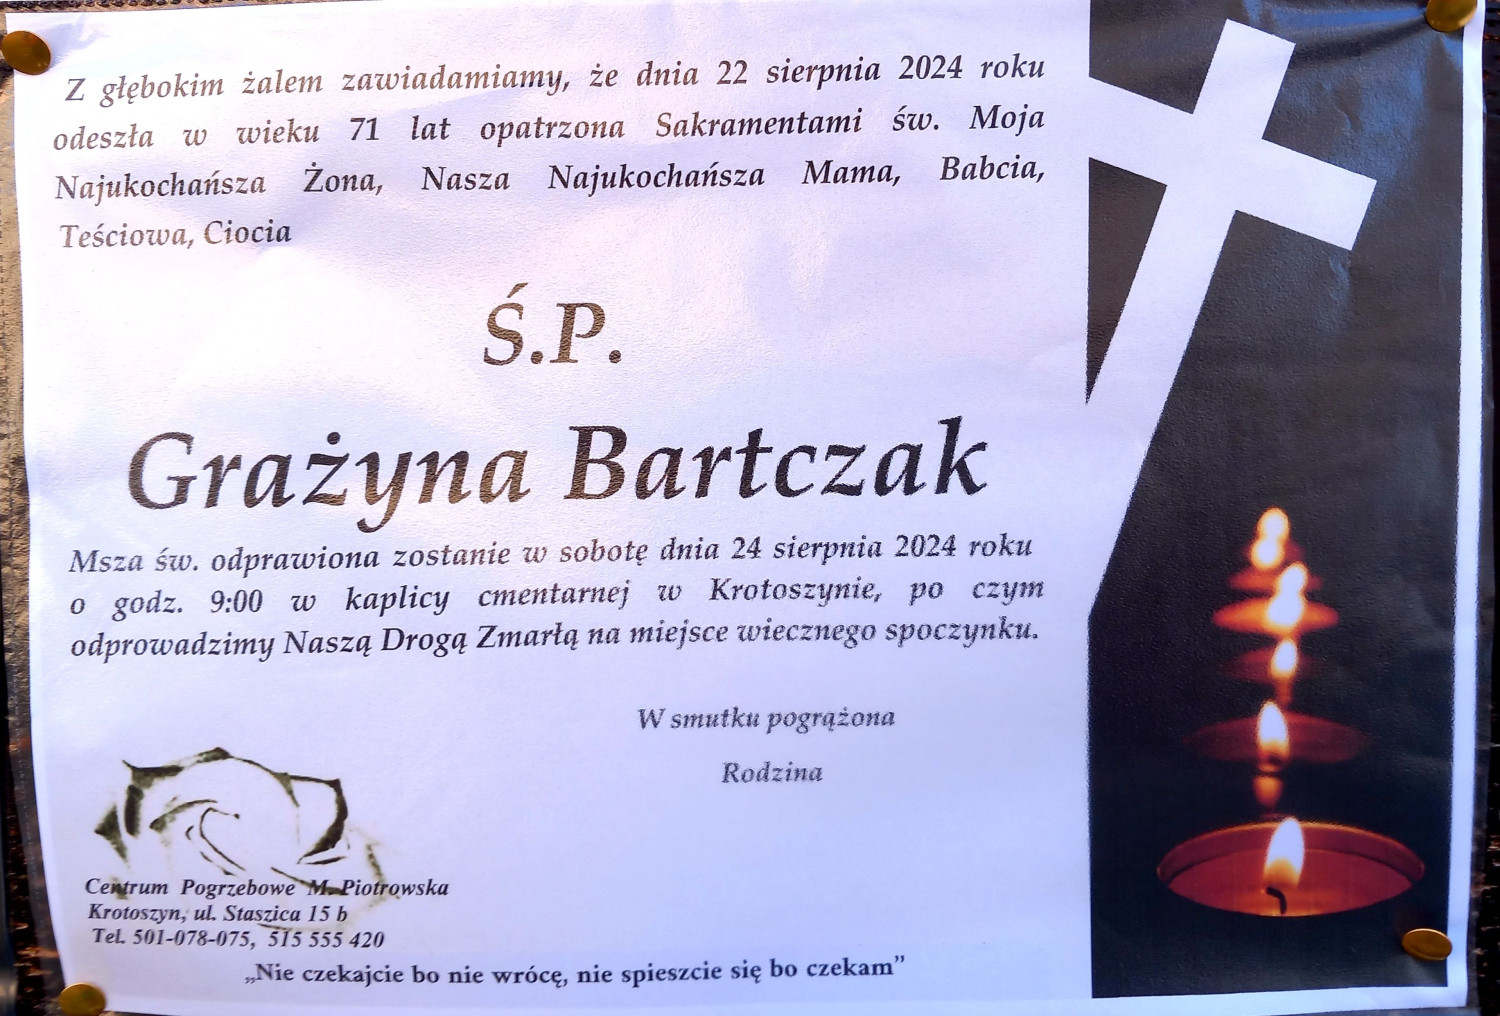 Z głębokim żalem zawiadamiamy, że dnia 22 sierpnia 2024 roku
odeszła w wieku 71 lat opatrzona Sakramentami św. Moja
Najukochańsza Żona, Nasza Najukochańsza Mama, Babcia,
Teściowa, Ciocia
Ś.P.
Grażyna Bartczak
Msza św. odprawiona zostanie w sobotę dnia 24 sierpnia 2024 roku
o godz. 9:00 w kaplicy cmentarnej w Krotoszynie, po czym
odprowadzimy Naszą Drogą Zmarłą na miejsce wiecznego spoczynku.
W smutku pogrążona
Rodzina
Centrum Pogrzebowe M. Piotrowska
Krotoszyn, ul. Staszica 15 b
Tel. 501-078-075, 515 555 420
„Nie czekajcie bo nie wrócę, nie spieszcie się bo czekam”